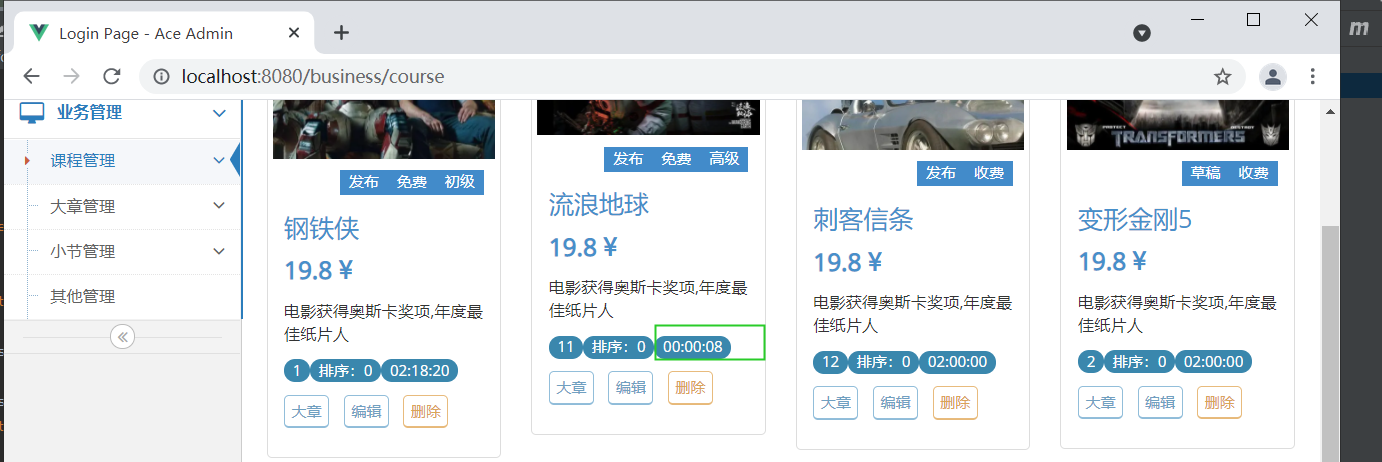 Login Page - Ace Admin
localhost:8080/business/course
m
业务管理
课程管理
大章管理
小节管理
其他管理
发布 免费 初级
钢铁侠
19.8 ¥
电影获得奥斯卡奖项,年度最
佳纸片人
1 排序：0 02:18:20
大章 编辑 删除
发布 免费 高级
流浪地球
19.8 ¥
电影获得奥斯卡奖项,年度最
佳纸片人
11 排序：0 00:00:08
大章 编辑 删除
发布 收费
刺客信条
19.8 ¥
电影获得奥斯卡奖项,年度最
佳纸片人
12 排序：0 02:00:00
大章 编辑 删除
PROTECT DESTROY
TRANSFORMERS
草稿 收费
变形金刚5
19.8 ¥
电影获得奥斯卡奖项,年度最
佳纸片人
2 排序：0 02:00:00
大章 编辑 删除